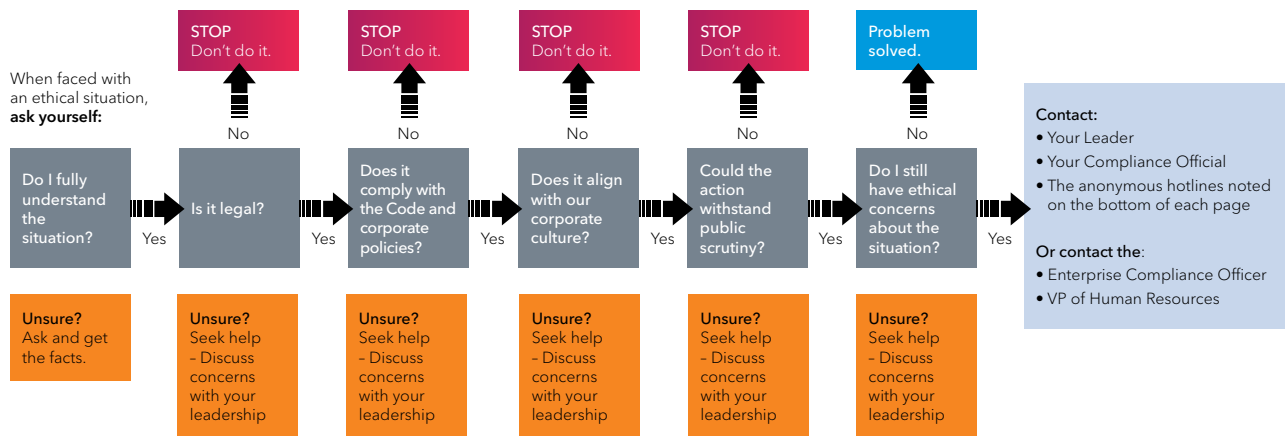 When faced with
an ethical situation,
ask yourself:
STOP
Don't do it.
STOP
Don't do it.
STOP
Don't do it.
STOP
Don't do it.
Problem
solved.
No
No
No
No
No
Do I fully
understand
the
situation?
Yes
Is it legal?
Yes
Does it
comply with
the Code and
corporate
policies?
Yes
Does it align
with our
corporate
culture?
Yes
Could the
action
withstand
public
scrutiny?
Yes
Do I still
have ethical
concerns
about the
situation?
Yes
Contact:
• Your Leader
• Your Compliance Official
• The anonymous hotlines noted
on the bottom of each page
Or contact the:
• Enterprise Compliance Officer
• VP of Human Resources
Unsure?
Ask and get
the facts.
Unsure?
Seek help
– Discuss
concerns
with your
leadership
Unsure?
Seek help
– Discuss
concerns
with your
leadership
Unsure?
Seek help
– Discuss
concerns
with your
leadership
Unsure?
Seek help
– Discuss
concerns
with your
leadership
Unsure?
Seek help
– Discuss
concerns
with your
leadership